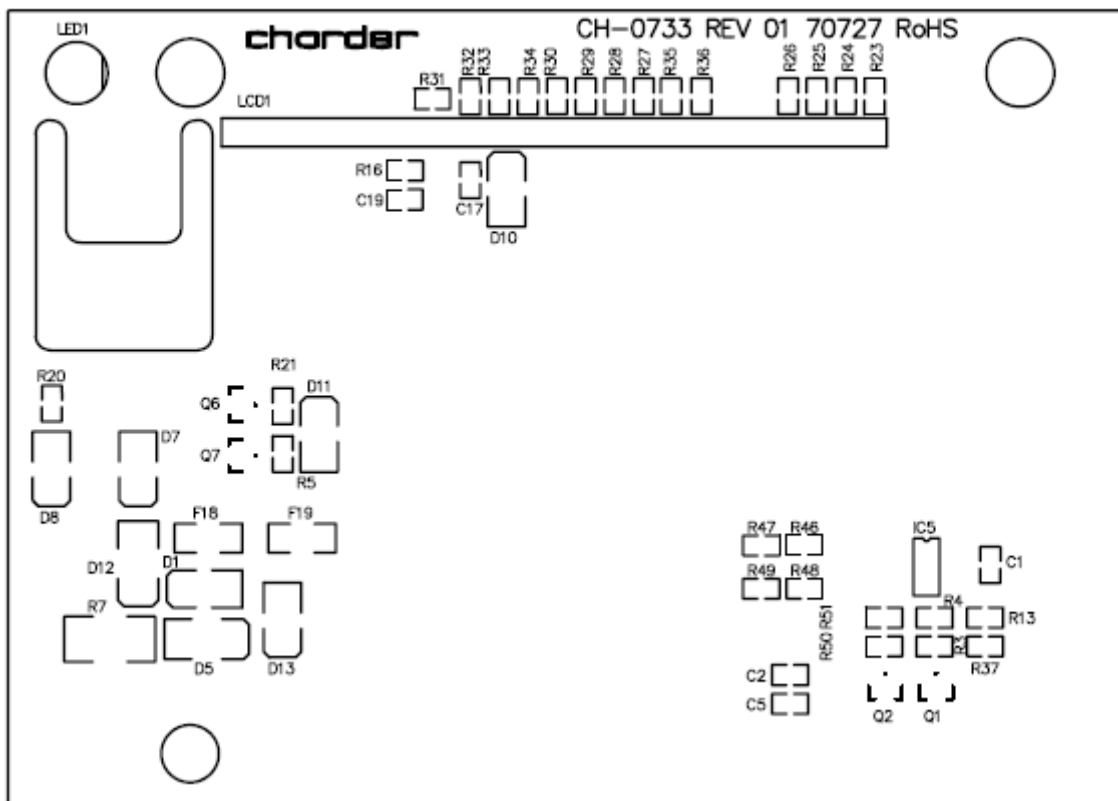 LED1
charder
CH-0733 REV 01 70727 RoHS
R31
R32
R33
R34
R30
R29
R28
R27
R35
R36
R26
R25
R24
R23
LCD1
R16
C19
C17
D10
R20
R21
D11
Q6
D7
Q7
R5
D8
F18
F19
R47
R46
IC5
D12
D1
C1
R49
R48
R7
R51
R4
R13
D5
D13
R50
R3
R37
C2
C5
Q2
Q1